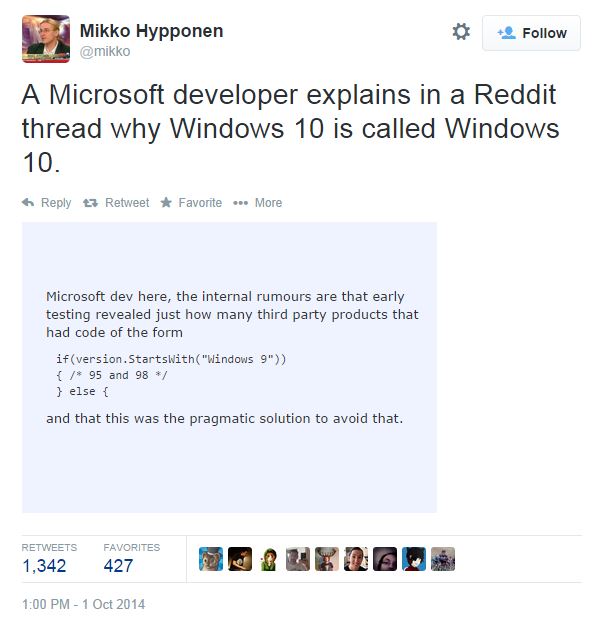 Mikko Hypponen
@mikko
Follow
A Microsoft developer explains in a Reddit
thread why Windows 10 is called Windows
10.
Reply Retweet Favorite More
Microsoft dev here, the internal rumours are that early
testing revealed just how many third party products that
had code of the form
if(version.StartsWith("Windows 9"))
{ /* 95 and 98 */
} else {
and that this was the pragmatic solution to avoid that.
RETWEETS FAVORITES
1,342 427
1:00 PM - 1 Oct 2014